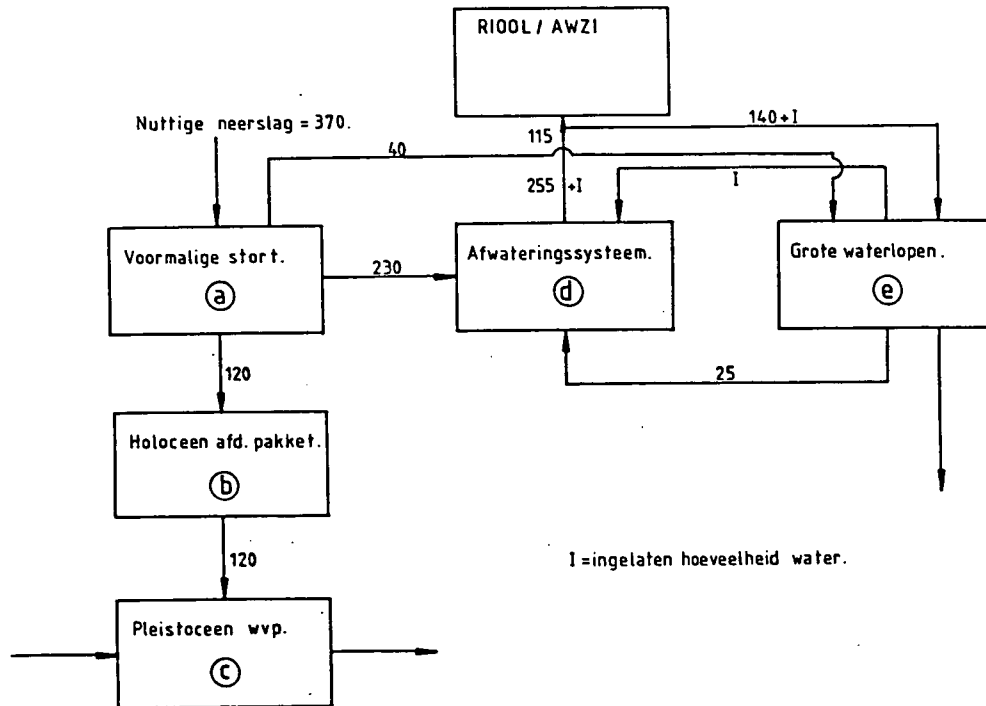 RIOOL / AWZI
Nuttige neerslag = 370.
115
140+I
40
255 +I
I
Voormalige stort.
a
230
Afwateringssysteem.
d
Grote waterlopen.
e
120
25
Holoceen afd. pakket.
b
120
I =ingelaten hoeveelheid water.
Pleistoceen wvp.
c